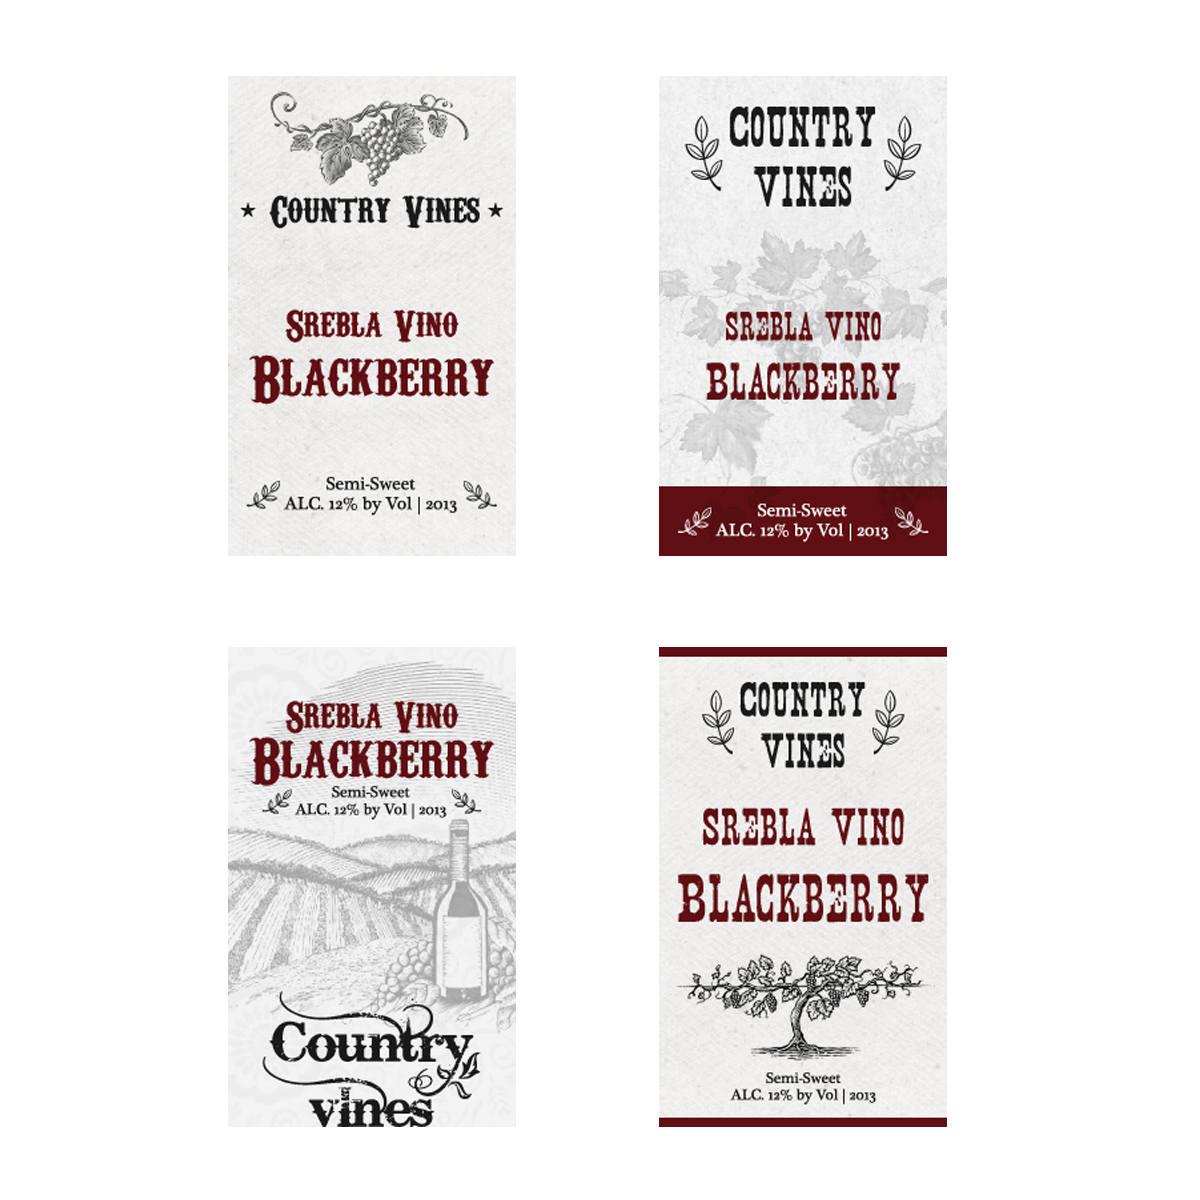 ★ Country Vines ★
Srebla Vino
Blackberry
Semi-Sweet
ALC. 12% by Vol | 2013
COUNTRY
VINES
SREBLA VINO
BLACKBERRY
Semi-Sweet
ALC. 12% by Vol | 2013
Srebla Vino
Blackberry
Semi-Sweet
ALC. 12% by Vol | 2013
Country
vines
COUNTRY
VINES
SREBLA VINO
BLACKBERRY
Semi-Sweet
ALC. 12% by Vol | 2013